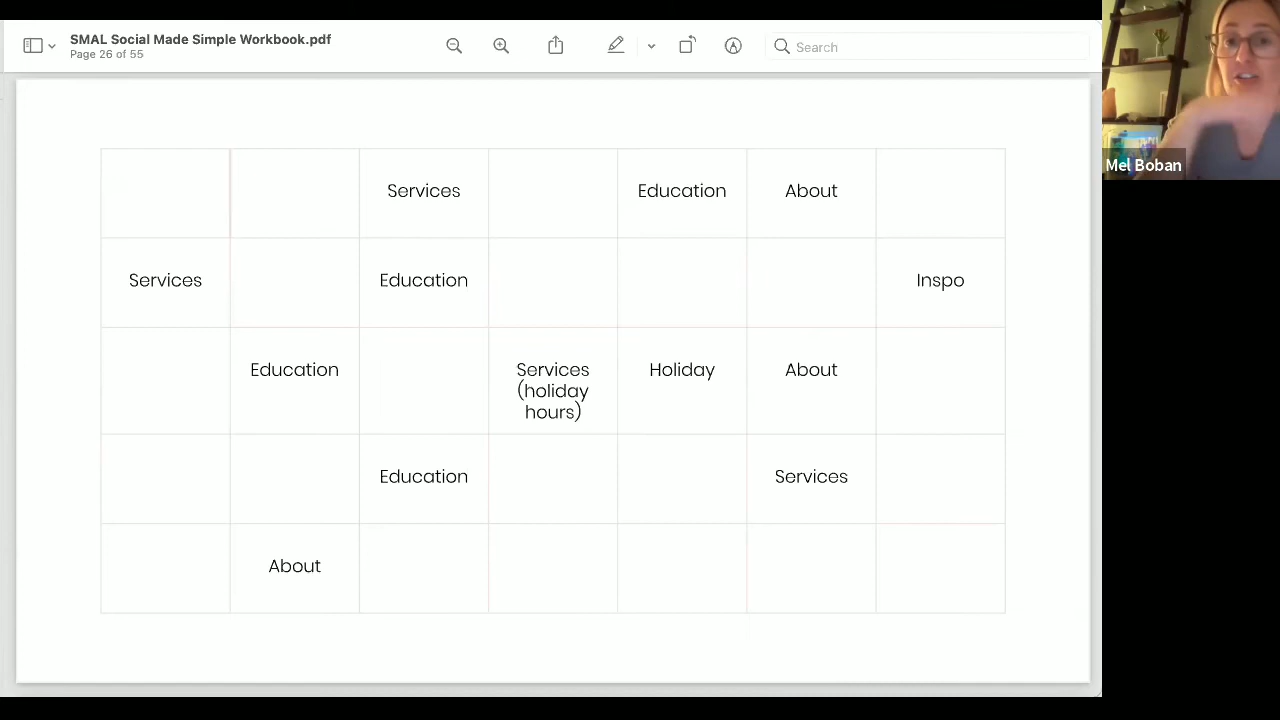 SMAL Social Made Simple Workbook.pdf
Page 26 of 55
Search
Mel Boban
Services Education About
Services Education Inspo
Education Services Holiday About
(holiday
hours)
Education Services
About